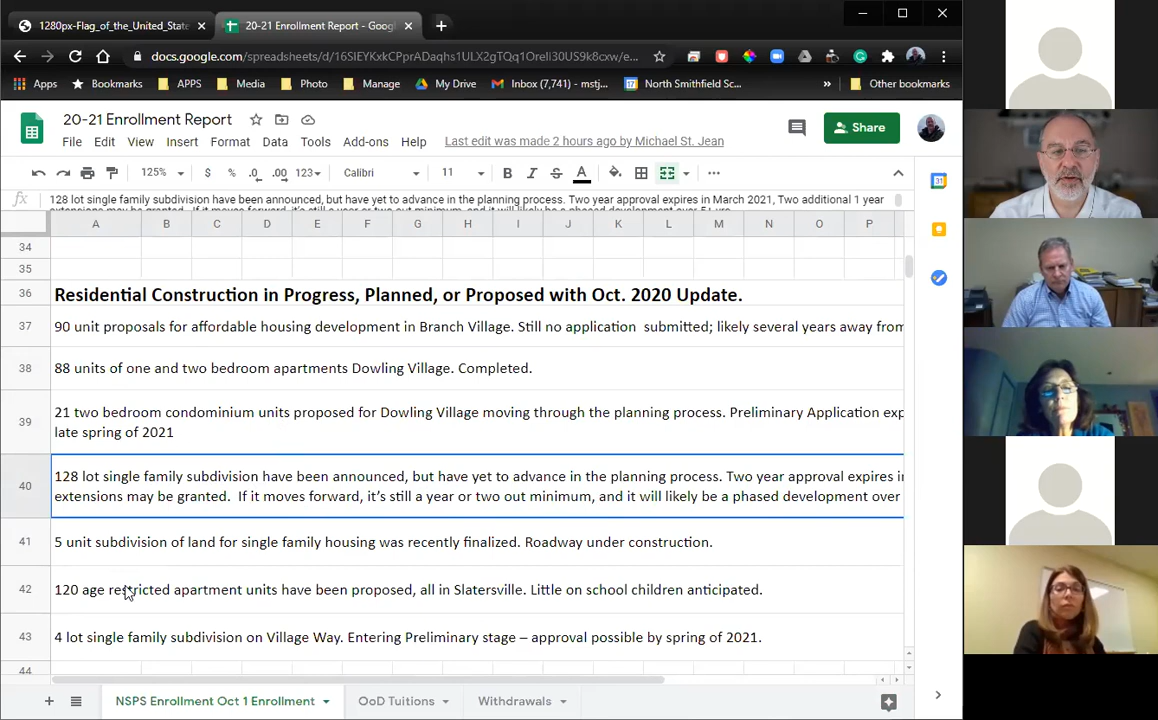 1280px-Flag_of_the_United_State
20-21 Enrollment Report - Goog
docs.google.com/spreadsheets/d/16SIEYKxkCPprADaqhs1ULX2gTQq1Oreli30US9k8cxw/e...
Apps Bookmarks APPS Media Photo Manage My Drive Inbox (7,741) - mstj... North Smithfield Sc... » Other bookmarks
20-21 Enrollment Report
Share
File Edit View Insert Format Data Tools Add-ons Help Last edit was made 2 hours ago by Michael St. Jean
125% $ % .0 .00 123 Calibri 11 B I S A
fx 128 lot single family subdivision have been announced, but have yet to advance in the planning process. Two year approval expires in March 2021, Two additional 1 year
A B C D E F G H I J K L M N O P
34
35
36 Residential Construction in Progress, Planned, or Proposed with Oct. 2020 Update.
37 90 unit proposals for affordable housing development in Branch Village. Still no application submitted; likely several years away from
38 88 units of one and two bedroom apartments Dowling Village. Completed.
39 21 two bedroom condominium units proposed for Dowling Village moving through the planning process. Preliminary Application exp
late spring of 2021
40 128 lot single family subdivision have been announced, but have yet to advance in the planning process. Two year approval expires i
extensions may be granted. If it moves forward, it's still a year or two out minimum, and it will likely be a phased development over
41 5 unit subdivision of land for single family housing was recently finalized. Roadway under construction.
42 120 age restricted apartment units have been proposed, all in Slatersville. Little on school children anticipated.
43 4 lot single family subdivision on Village Way. Entering Preliminary stage – approval possible by spring of 2021.
44
NSPS Enrollment Oct 1 Enrollment OoD Tuitions Withdrawals